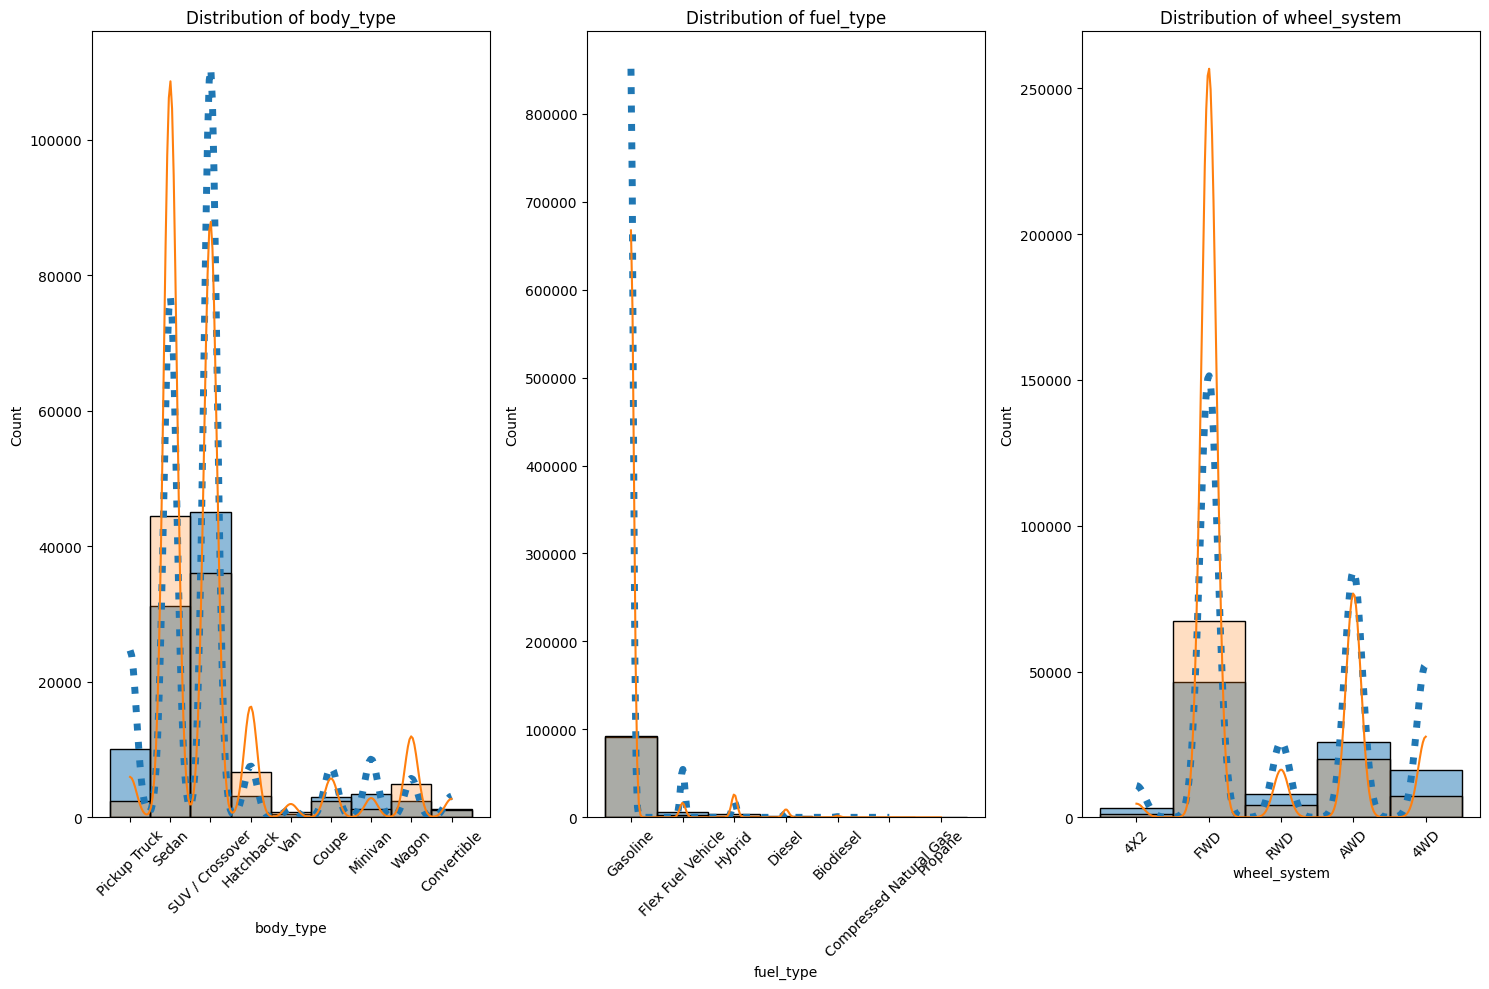 Distribution of body_type
Count
100000
80000
60000
40000
20000
0
Pickup Truck
Sedan
SUV / Crossover
Hatchback
Van
Coupe
Minivan
Wagon
Convertible
body_type
Distribution of fuel_type
Count
800000
700000
600000
500000
400000
300000
200000
100000
0
Gasoline
Flex Fuel Vehicle
Hybrid
Diesel
Biodiesel
Compressed Natural Gas
Propane
fuel_type
Distribution of wheel_system
Count
250000
200000
150000
100000
50000
0
4X2
FWD
RWD
AWD
4WD
wheel_system